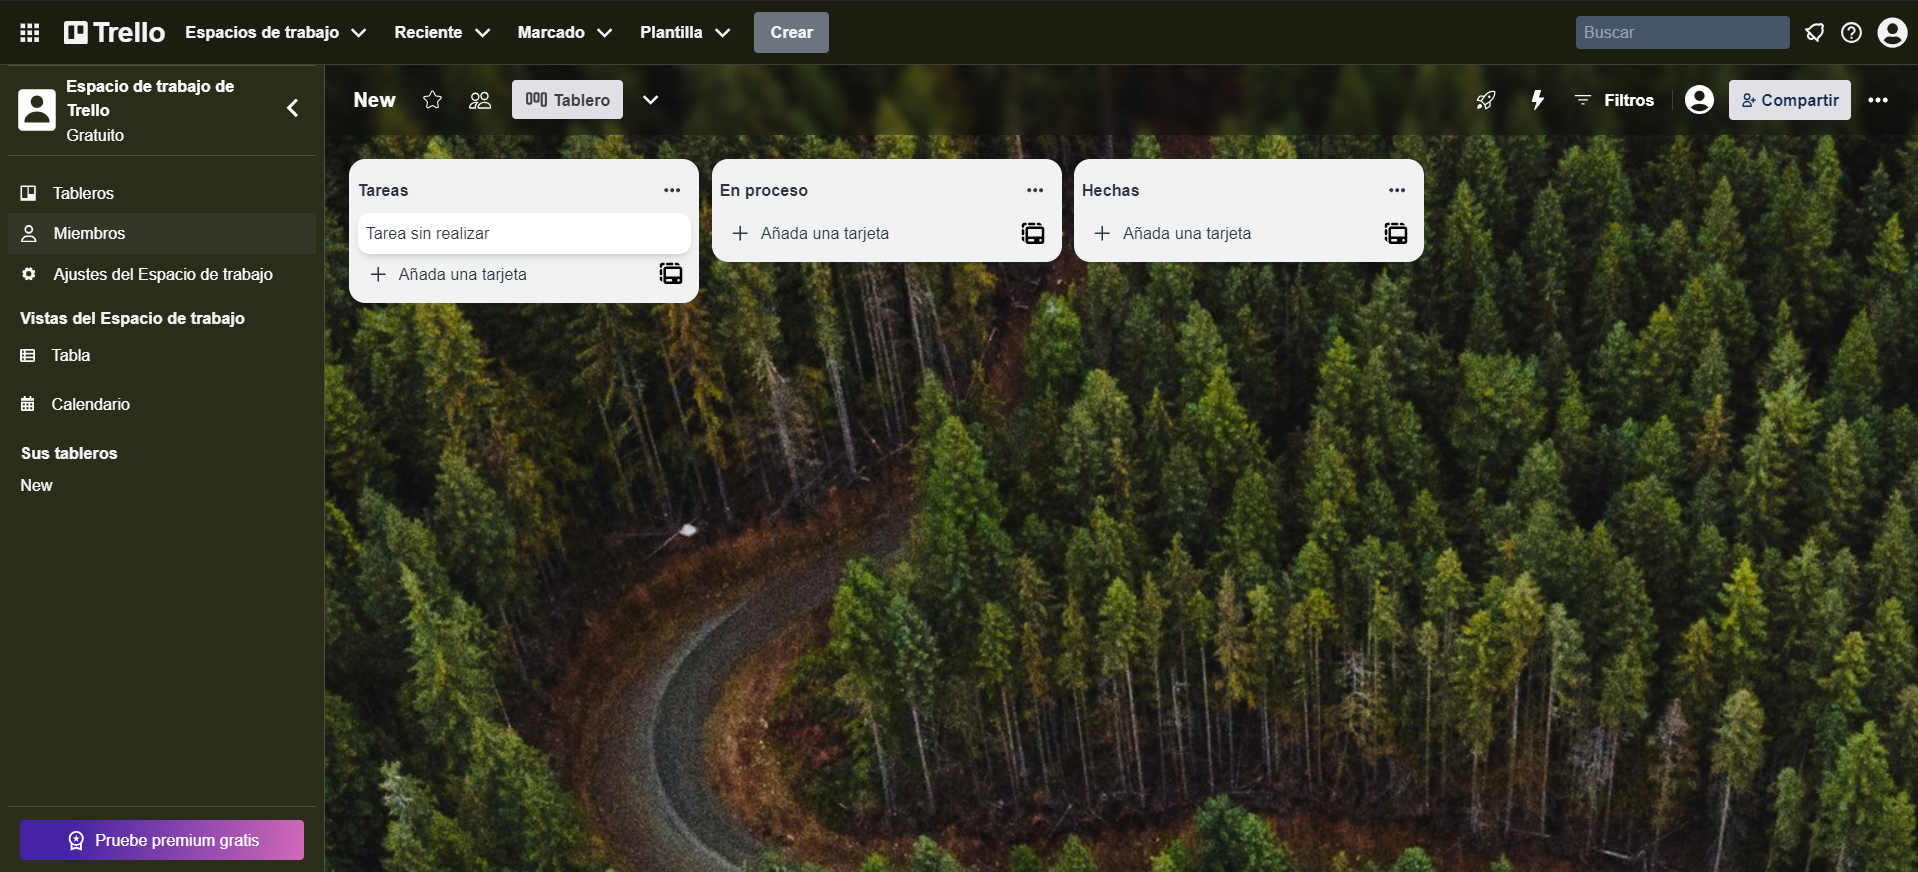 Trello Espacios de trabajo Reciente Marcado Plantilla Crear Buscar
Espacio de trabajo de
Trello
Gratuito
Tableros
Miembros
Ajustes del Espacio de trabajo
Vistas del Espacio de trabajo
Tabla
Calendario
Sus tableros
New
Pruebe premium gratis
New Tablero Filtros Compartir
Tareas
Tarea sin realizar
Añada una tarjeta
En proceso
Añada una tarjeta
Hechas
Añada una tarjeta